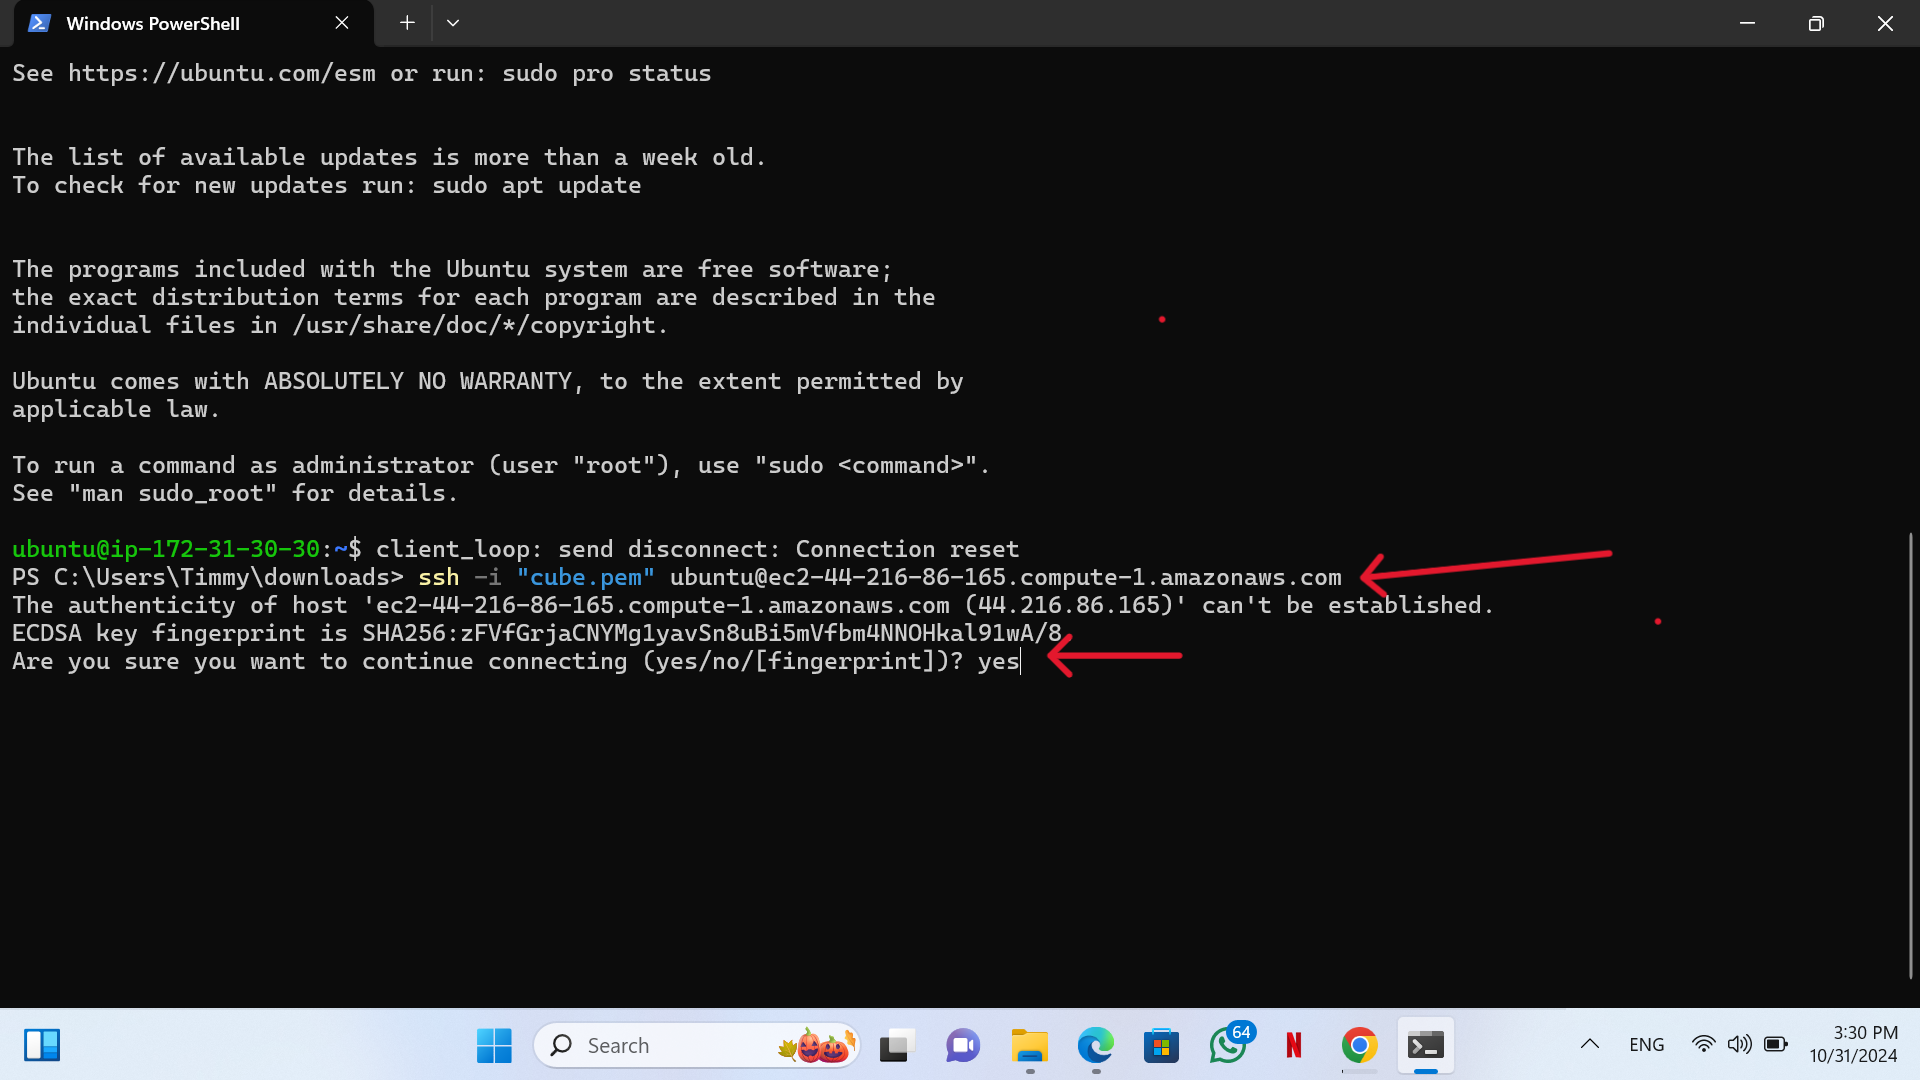 Windows PowerShell
See https://ubuntu.com/esm or run: sudo pro status
The list of available updates is more than a week old.
To check for new updates run: sudo apt update
The programs included with the Ubuntu system are free software;
the exact distribution terms for each program are described in the
individual files in /usr/share/doc/*/copyright.
Ubuntu comes with ABSOLUTELY NO WARRANTY, to the extent permitted by
applicable law.
To run a command as administrator (user "root"), use "sudo <command>".
See "man sudo_root" for details.
ubuntu@ip-172-31-30-30:~$ client_loop: send disconnect: Connection reset
PS C:\Users\Timmy\downloads> ssh -i "cube.pem" ubuntu@ec2-44-216-86-165.compute-1.amazonaws.com
The authenticity of host 'ec2-44-216-86-165.compute-1.amazonaws.com (44.216.86.165)' can't be established.
ECDSA key fingerprint is SHA256:zFVfGrjaCNYMg1yavSn8uBi5mVfbm4NNOHkal91wA/8
Are you sure you want to continue connecting (yes/no/[fingerprint])? yes
Search
64
N
ENG
3:30 PM
10/31/2024